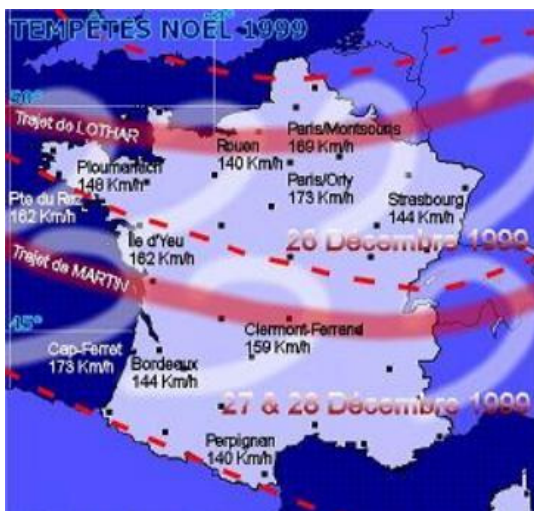 TEMPÊTES NOËL 1999
50°
Trajet de LOTHAR
Rouen
140 Km/h
Paris/Montsouris
169 Km/h
Ploumanach
148 Km/h
Paris/Orly
173 Km/h
Pte du Raz
162 Km/h
Strasbourg
144 Km/h
Île d'Yeu
162 Km/h
26 Décembre 1999
Trajet de MARTIN
45°
Clermont-Ferrand
159 Km/h
Cap-Ferret
173 Km/h
Bordeaux
144 Km/h
27 & 28 Décembre 1999
Perpignan
140 Km/h